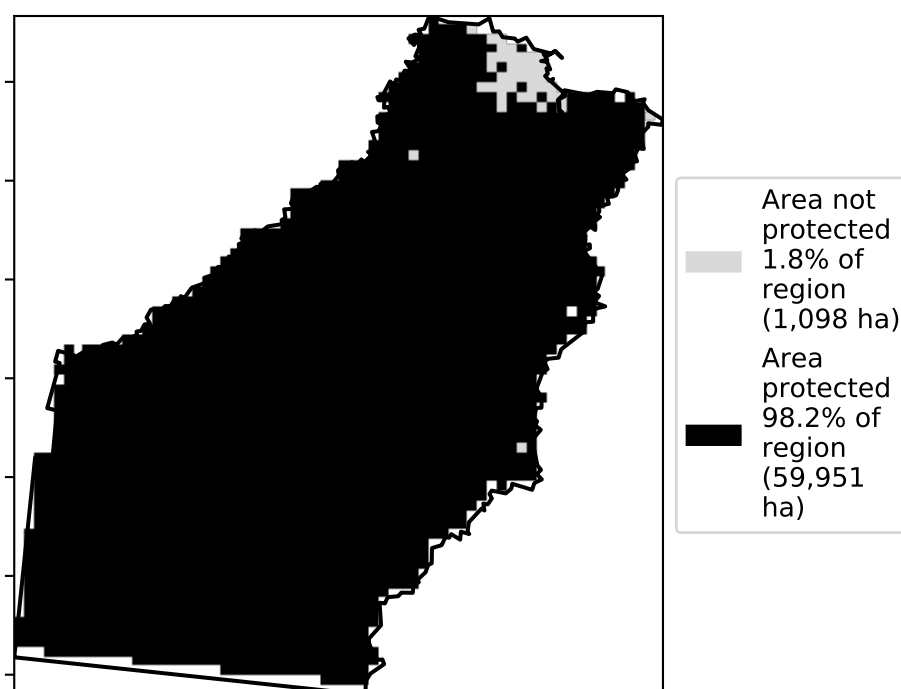 Area not
protected
1.8% of
region
(1,098 ha)
Area
protected
98.2% of
region
(59,951
ha)